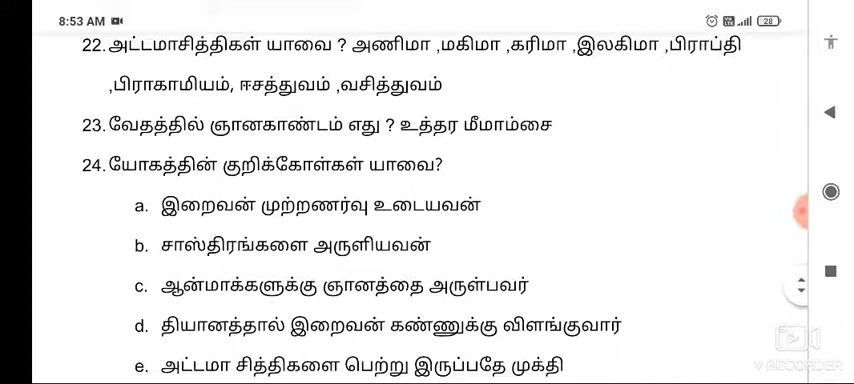 8:53 AM
28
22. அட்டமாசித்திகள் யாவை ? அணிமா ,மகிமா ,கரிமா ,இலகிமா ,பிராப்தி
,பிராகாமியம், ஈசத்துவம் ,வசித்துவம்
23. வேதத்தில் ஞானகாண்டம் எது ? உத்தர மீமாம்சை
24. யோகத்தின் குறிக்கோள்கள் யாவை?
a. இறைவன் முற்றணர்வு உடையவன்
b. சாஸ்திரங்களை அருளியவன்
c. ஆன்மாக்களுக்கு ஞானத்தை அருள்பவர்
d. தியானத்தால் இறைவன் கண்ணுக்கு விளங்குவார்
e. அட்டமா சித்திகளை பெற்று இருப்பதே முக்தி
V RECORDER